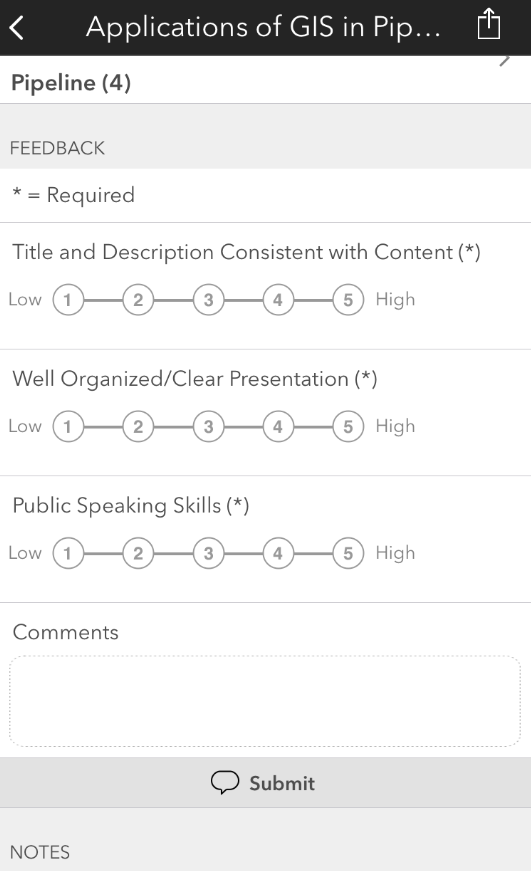 Applications of GIS in Pip...
Pipeline (4)
FEEDBACK
* = Required
Title and Description Consistent with Content (*)
Low 1 2 3 4 5 High
Well Organized/Clear Presentation (*)
Low 1 2 3 4 5 High
Public Speaking Skills (*)
Low 1 2 3 4 5 High
Comments
Submit
NOTES